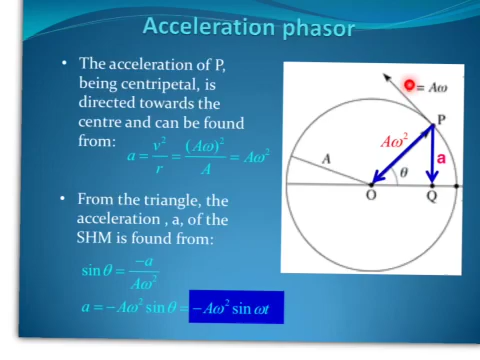 Acceleration phasor
• The acceleration of P,
being centripetal, is
directed towards the
centre and can be found
from:
a = v²/r = (Aω)²/A = Aω²
• From the triangle, the
acceleration , a, of the
SHM is found from:
sin θ = −a/Aω²
a = −Aω² sin θ = −Aω² sin ωt
= Aω
P
Aω²
a
A
θ
O
Q